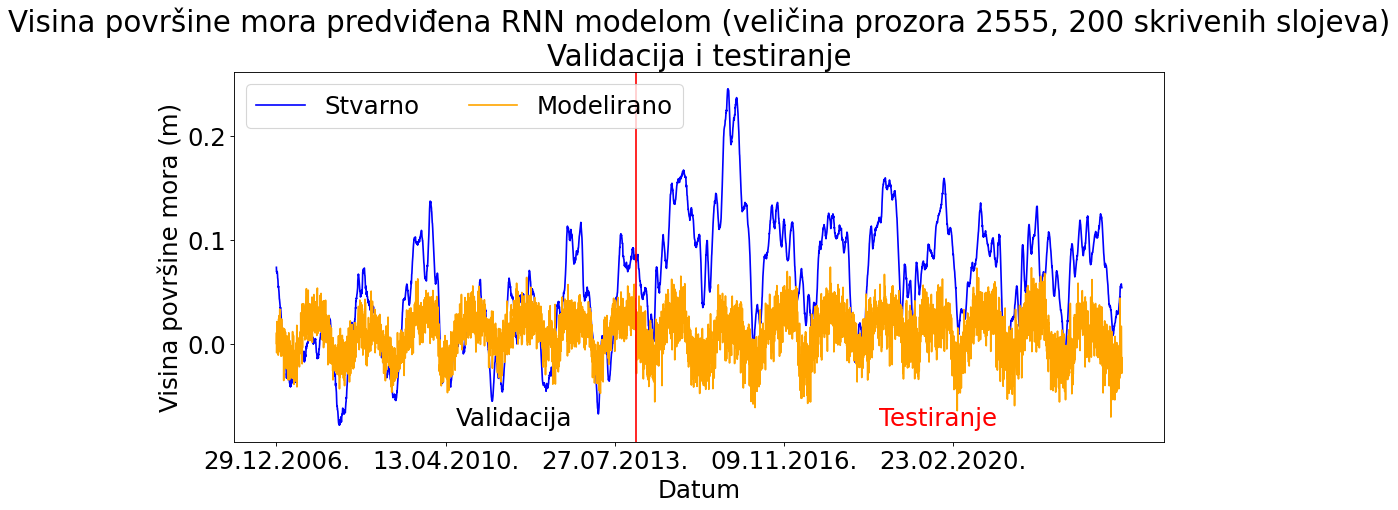 Visina površine mora predviđena RNN modelom (veličina prozora 2555, 200 skrivenih slojeva)
Validacija i testiranje
Stvarno Modelirano
Visina površine mora (m)
0.2
0.1
0.0
Validacija Testiranje
29.12.2006. 13.04.2010. 27.07.2013. 09.11.2016. 23.02.2020.
Datum